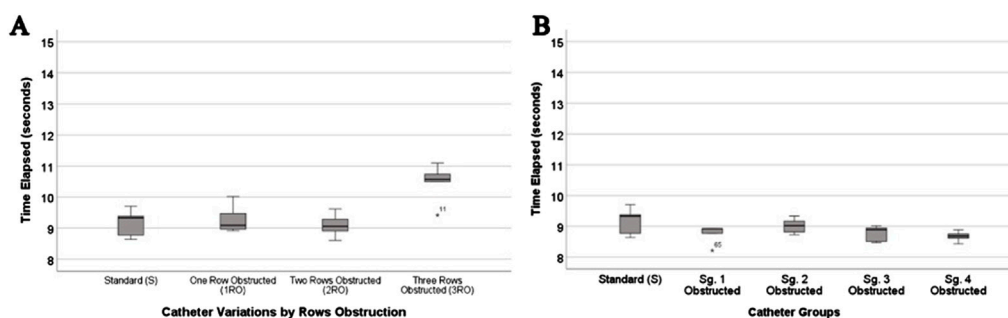 A
Time Elapsed (seconds)
15
14
13
12
11
10
9
8
*11
Standard (S)
One Row Obstructed
(1RO)
Two Rows Obstructed
(2RO)
Three Rows
Obstructed (3RO)
Catheter Variations by Rows Obstruction
B
Time Elapsed (seconds)
15
14
13
12
11
10
9
8
*65
Standard (S)
Sg. 1
Obstructed
Sg. 2
Obstructed
Sg. 3
Obstructed
Sg. 4
Obstructed
Catheter Groups